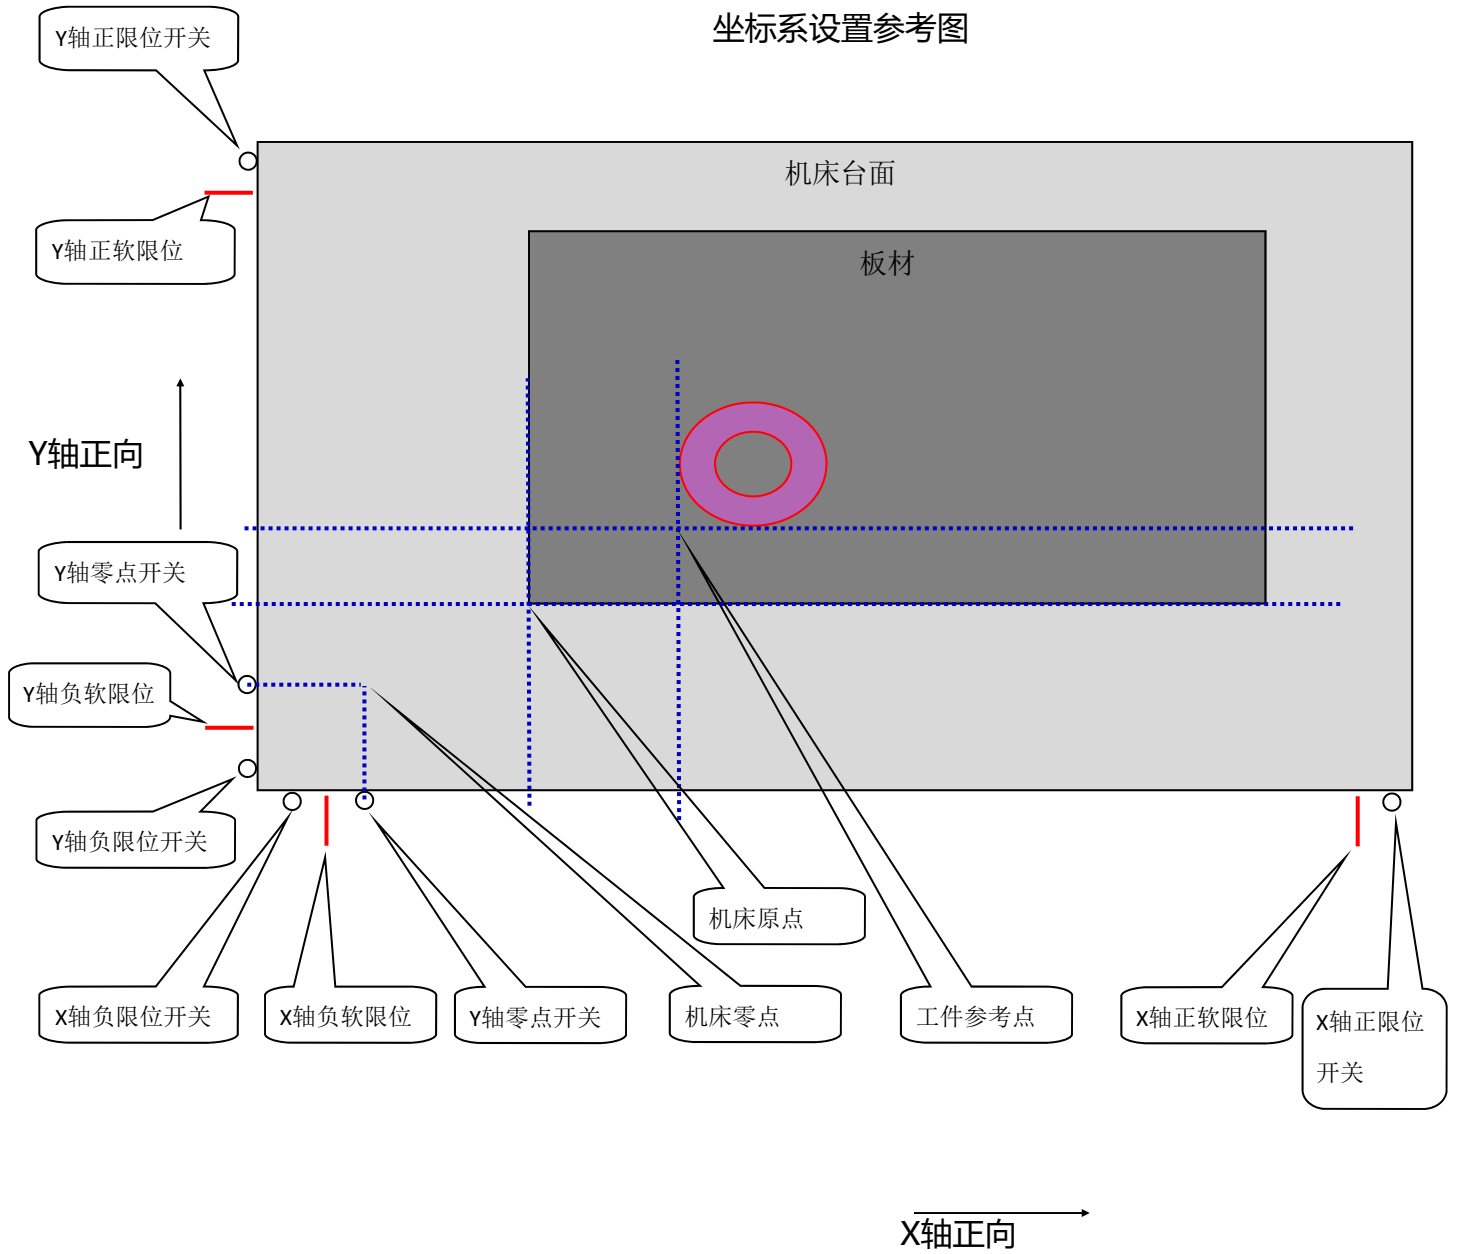 坐标系设置参考图
Y轴正限位开关
机床台面
Y轴正软限位
板材
Y轴正向
Y轴零点开关
Y轴负软限位
Y轴负限位开关
机床原点
X轴负限位开关
X轴负软限位
Y轴零点开关
机床零点
工件参考点
X轴正软限位
X轴正限位
开关
X轴正向